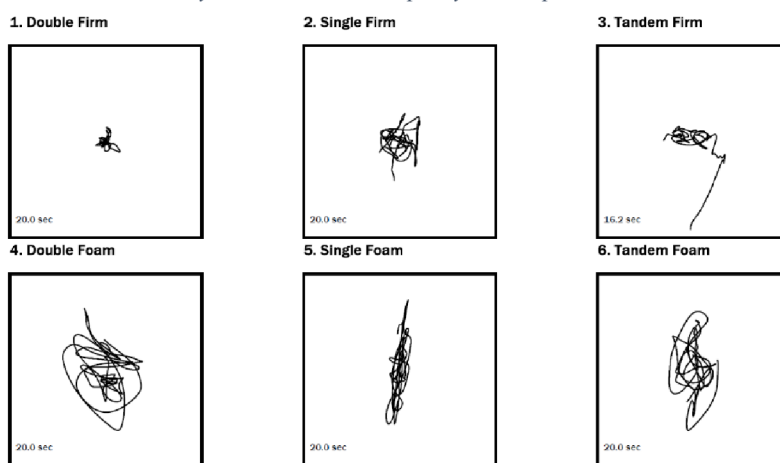 1. Double Firm
2. Single Firm
3. Tandem Firm
20.0 sec
20.0 sec
16.2 sec
4. Double Foam
5. Single Foam
6. Tandem Foam
20.0 sec
20.0 sec
20.0 sec